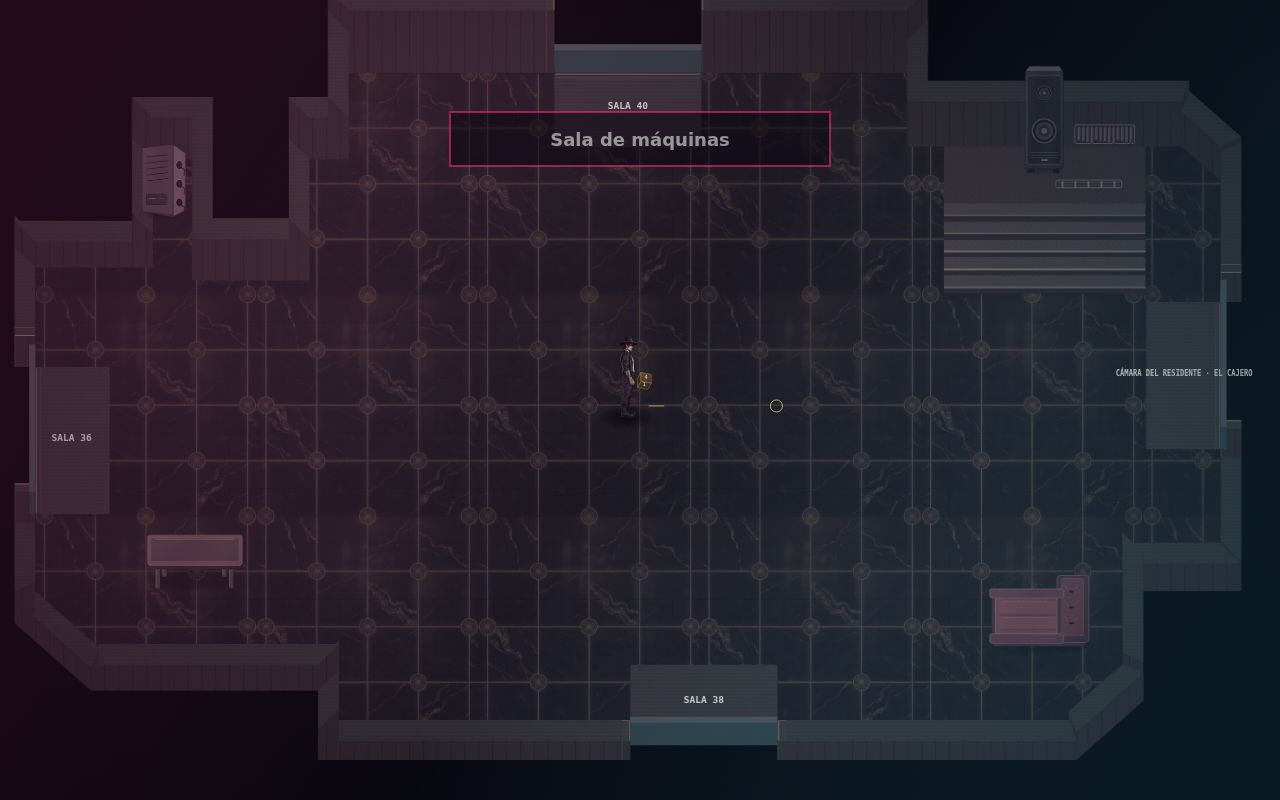 SALA 40
Sala de máquinas
CÁMARA DEL RESIDENTE · EL CAJERO
SALA 36
SALA 38